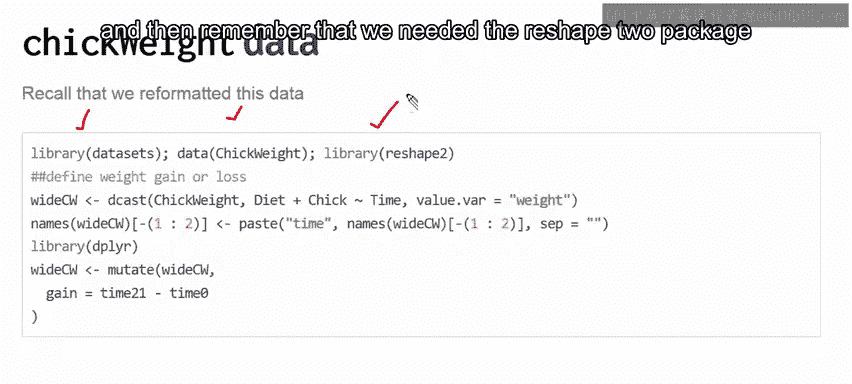 and then remember that we needed the reshape two package
chickWeight data
Recall that we reformatted this data
library(datasets); data(ChickWeight); library(reshape2)
##define weight gain or loss
wideCW <- dcast(ChickWeight, Diet + Chick ~ Time, value.var = "weight")
names(wideCW)[-(1 : 2)] <- paste("time", names(wideCW)[-(1 : 2)], sep = "")
library(dplyr)
wideCW <- mutate(wideCW,
gain = time21 - time0
)